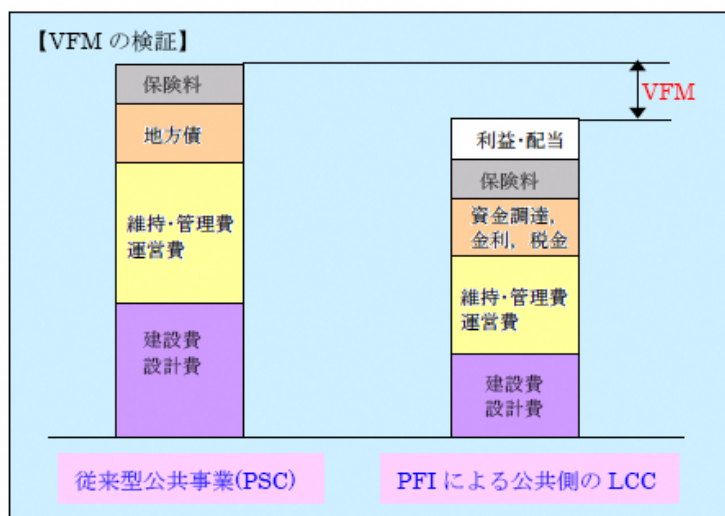 【VFM の検証】
保険料
地方債
維持・管理費
運営費
建設費
設計費
従来型公共事業(PSC)
VFM
利益・配当
保険料
資金調達,
金利, 税金
維持・管理費
運営費
建設費
設計費
PFI による公共側の LCC